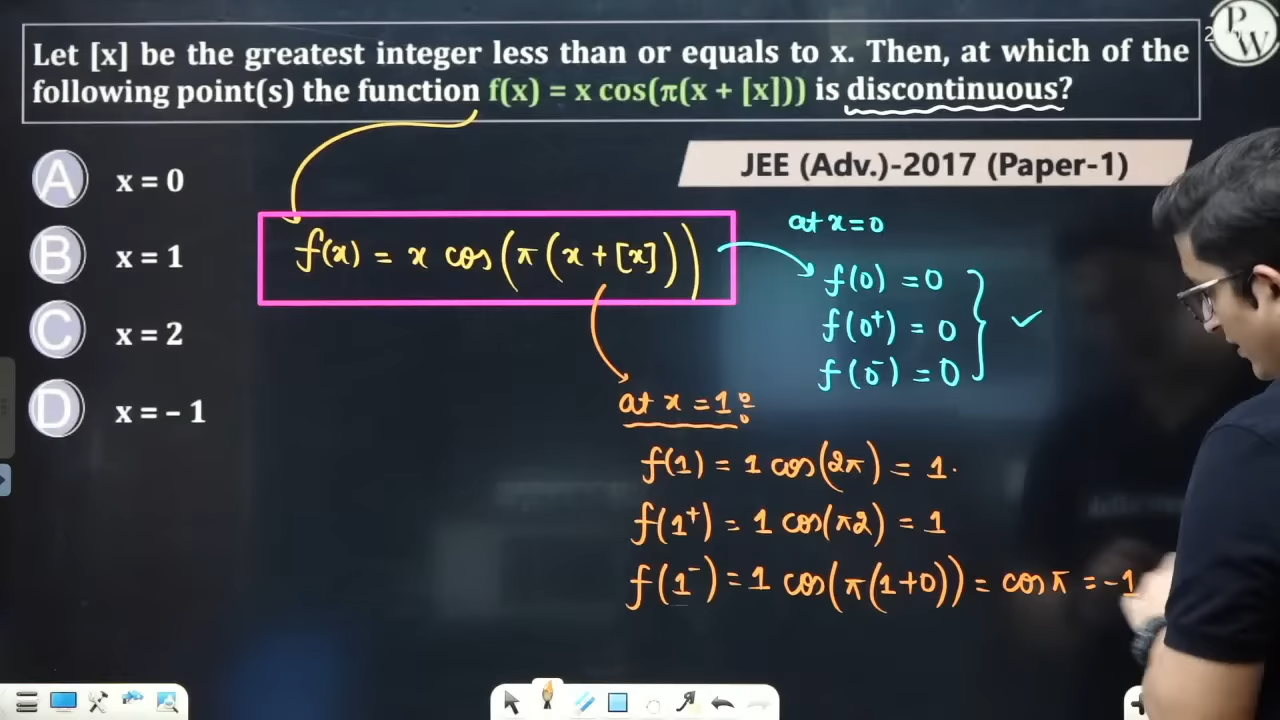 Let [x] be the greatest integer less than or equals to x. Then, at which of the
following point(s) the function f(x) = x cos(π(x + [x])) is discontinuous?
PW
2
JEE (Adv.)-2017 (Paper-1)
A x = 0
B x = 1
C x = 2
D x = – 1
f(x) = x cos(π(x + [x]))
at x=0
f(0) = 0
f(0⁺) = 0
f(0⁻) = 0
at x = 1:
f(1) = 1 cos(2π) = 1.
f(1⁺) = 1 cos(π2) = 1
f(1⁻) = 1 cos(π(1+0)) = cos π = -1